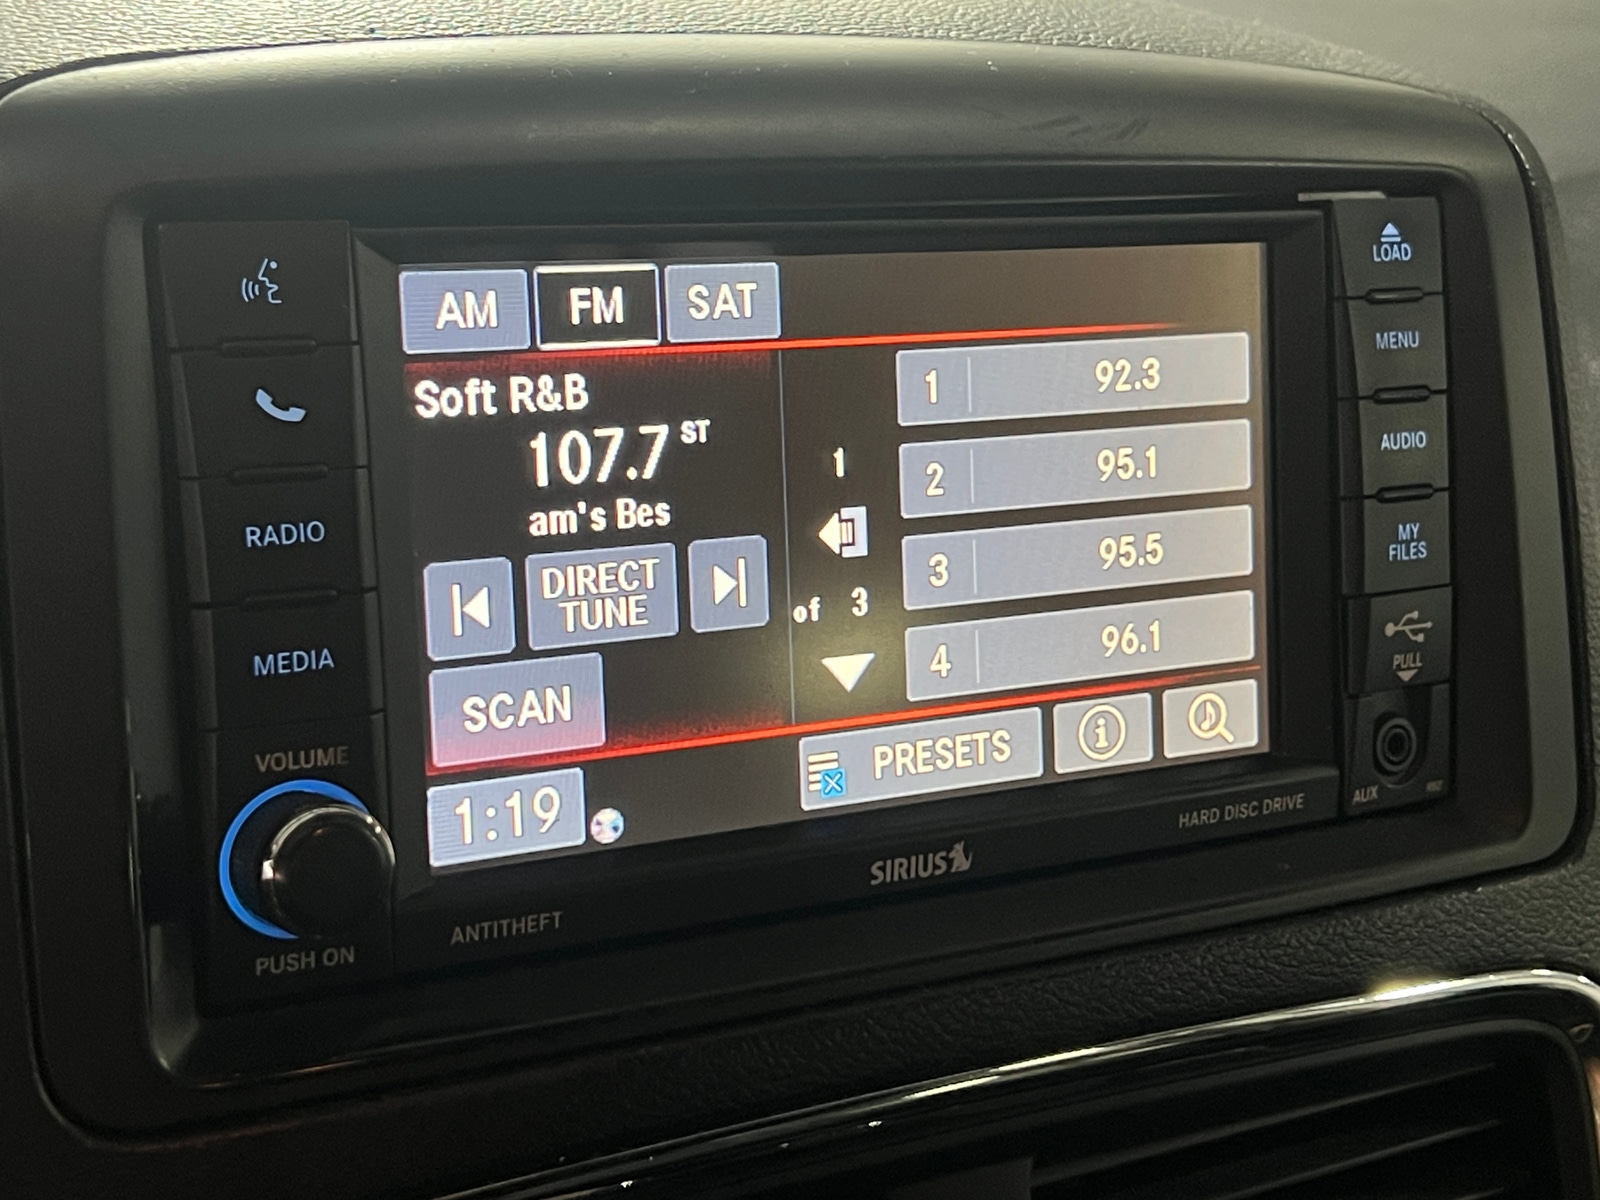 AM FM SAT
Soft R&B
107.7 ST
am's Bes
DIRECT
TUNE
SCAN
1:19
1
of 3
1 92.3
2 95.1
3 95.5
4 96.1
PRESETS
i
RADIO
MEDIA
VOLUME
PUSH ON
ANTITHEFT
SIRIUS
HARD DISC DRIVE
LOAD
MENU
AUDIO
MY
FILES
PULL
AUX